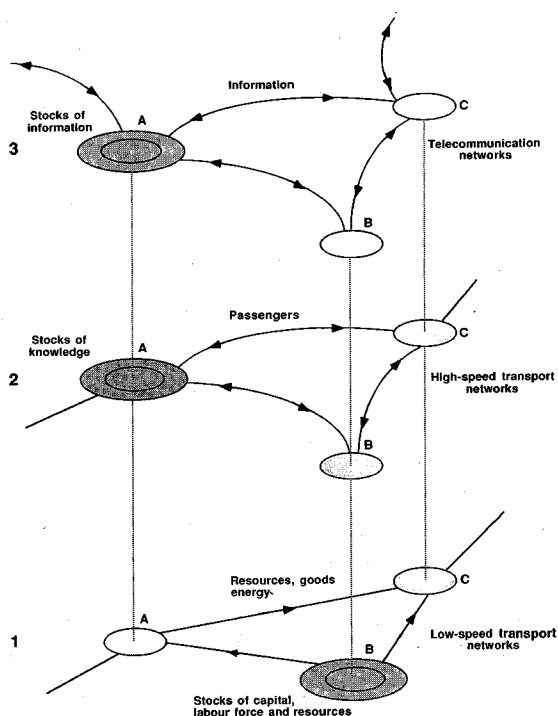 Information
C
A
Stocks of
information
3
Telecommunication
networks
B
Passengers
C
A
Stocks of
knowledge
2
High-speed transport
networks
B
Resources, goods
energy
C
A
1
B
Low-speed transport
networks
Stocks of capital,
labour force and resources